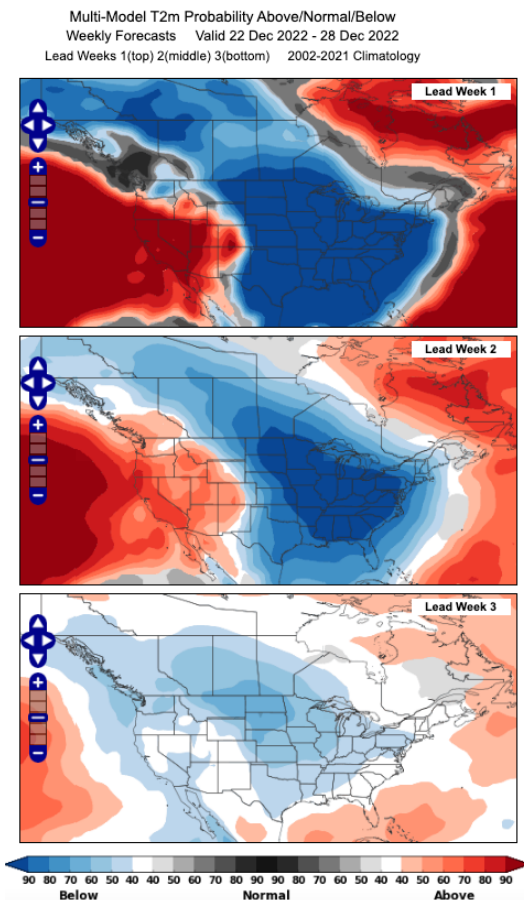 Multi-Model T2m Probability Above/Normal/Below
Weekly Forecasts Valid 22 Dec 2022 - 28 Dec 2022
Lead Weeks 1(top) 2(middle) 3(bottom) 2002-2021 Climatology
Lead Week 1
Lead Week 2
Lead Week 3
90 80 70 60 50 40 40 50 60 70 80 90 90 80 70 60 50 40 40 50 60 70 80 90
Below Normal Above